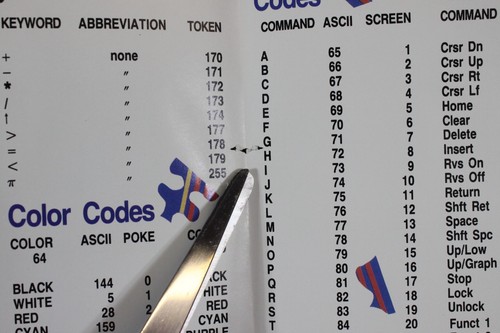 KEYWORD ABBREVIATION TOKEN
+ none 170
− ″ 171
* ″ 172
/ ″ 173
↑ ″ 174
> ″ 177
= ″ 178
< ″ 179
π ″ 255
Color Codes
COLOR ASCII POKE
64
BLACK 144 0
WHITE 5 1 WHITE
RED 28 2 RED
CYAN 159 CYAN
Codes
COMMAND ASCII SCREEN COMMAND
A 65 1 Crsr Dn
B 66 2 Crsr Up
C 67 3 Crsr Rt
D 68 4 Crsr Lf
E 69 5 Home
F 70 6 Clear
G 71 7 Delete
H 72 8 Insert
I 73 9 Rvs On
J 74 10 Rvs Off
K 75 11 Return
L 76 12 Shft Ret
M 77 13 Space
N 78 14 Shft Spc
O 79 15 Up/Low
P 80 16 Up/Graph
Q 81 17 Stop
R 82 18 Lock
S 83 19 Unlock
T 84 20 Funct 1